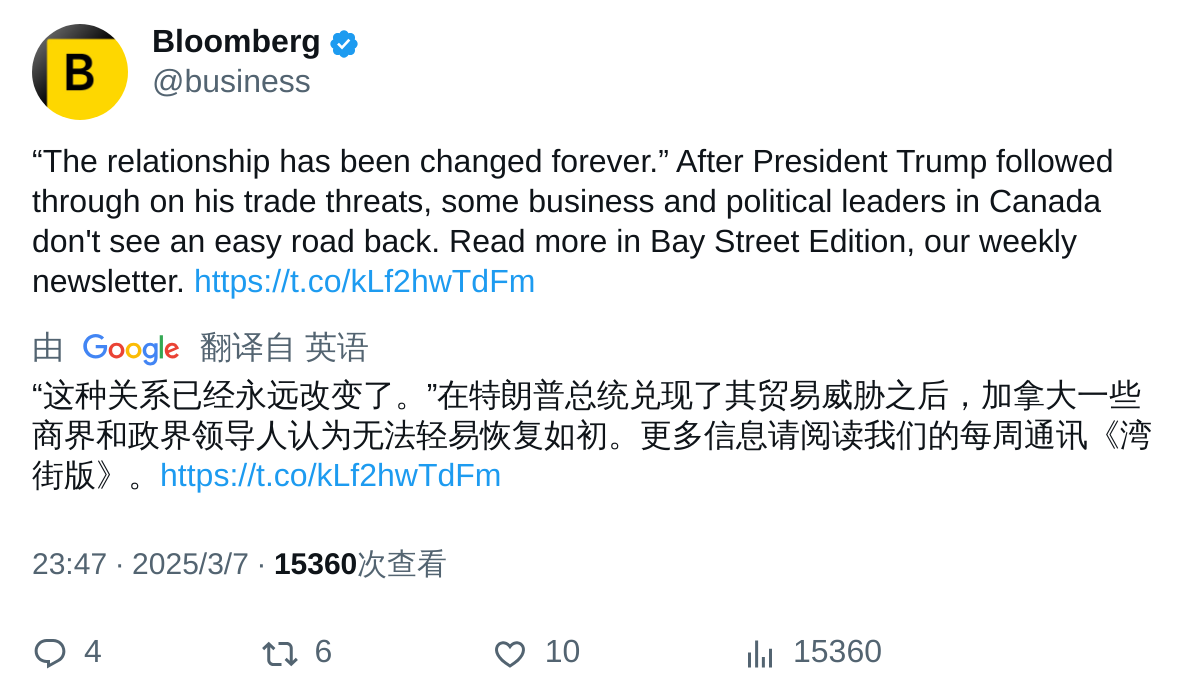 B
Bloomberg
@business
“The relationship has been changed forever.” After President Trump followed
through on his trade threats, some business and political leaders in Canada
don't see an easy road back. Read more in Bay Street Edition, our weekly
newsletter. https://t.co/kLf2hwTdFm
由 Google 翻译自 英语
“这种关系已经永远改变了。”在特朗普总统兑现了其贸易威胁之后，加拿大一些
商界和政界领导人认为无法轻易恢复如初。更多信息请阅读我们的每周通讯《湾
街版》。https://t.co/kLf2hwTdFm
23:47 · 2025/3/7 · 15360次查看
4 6 10 15360